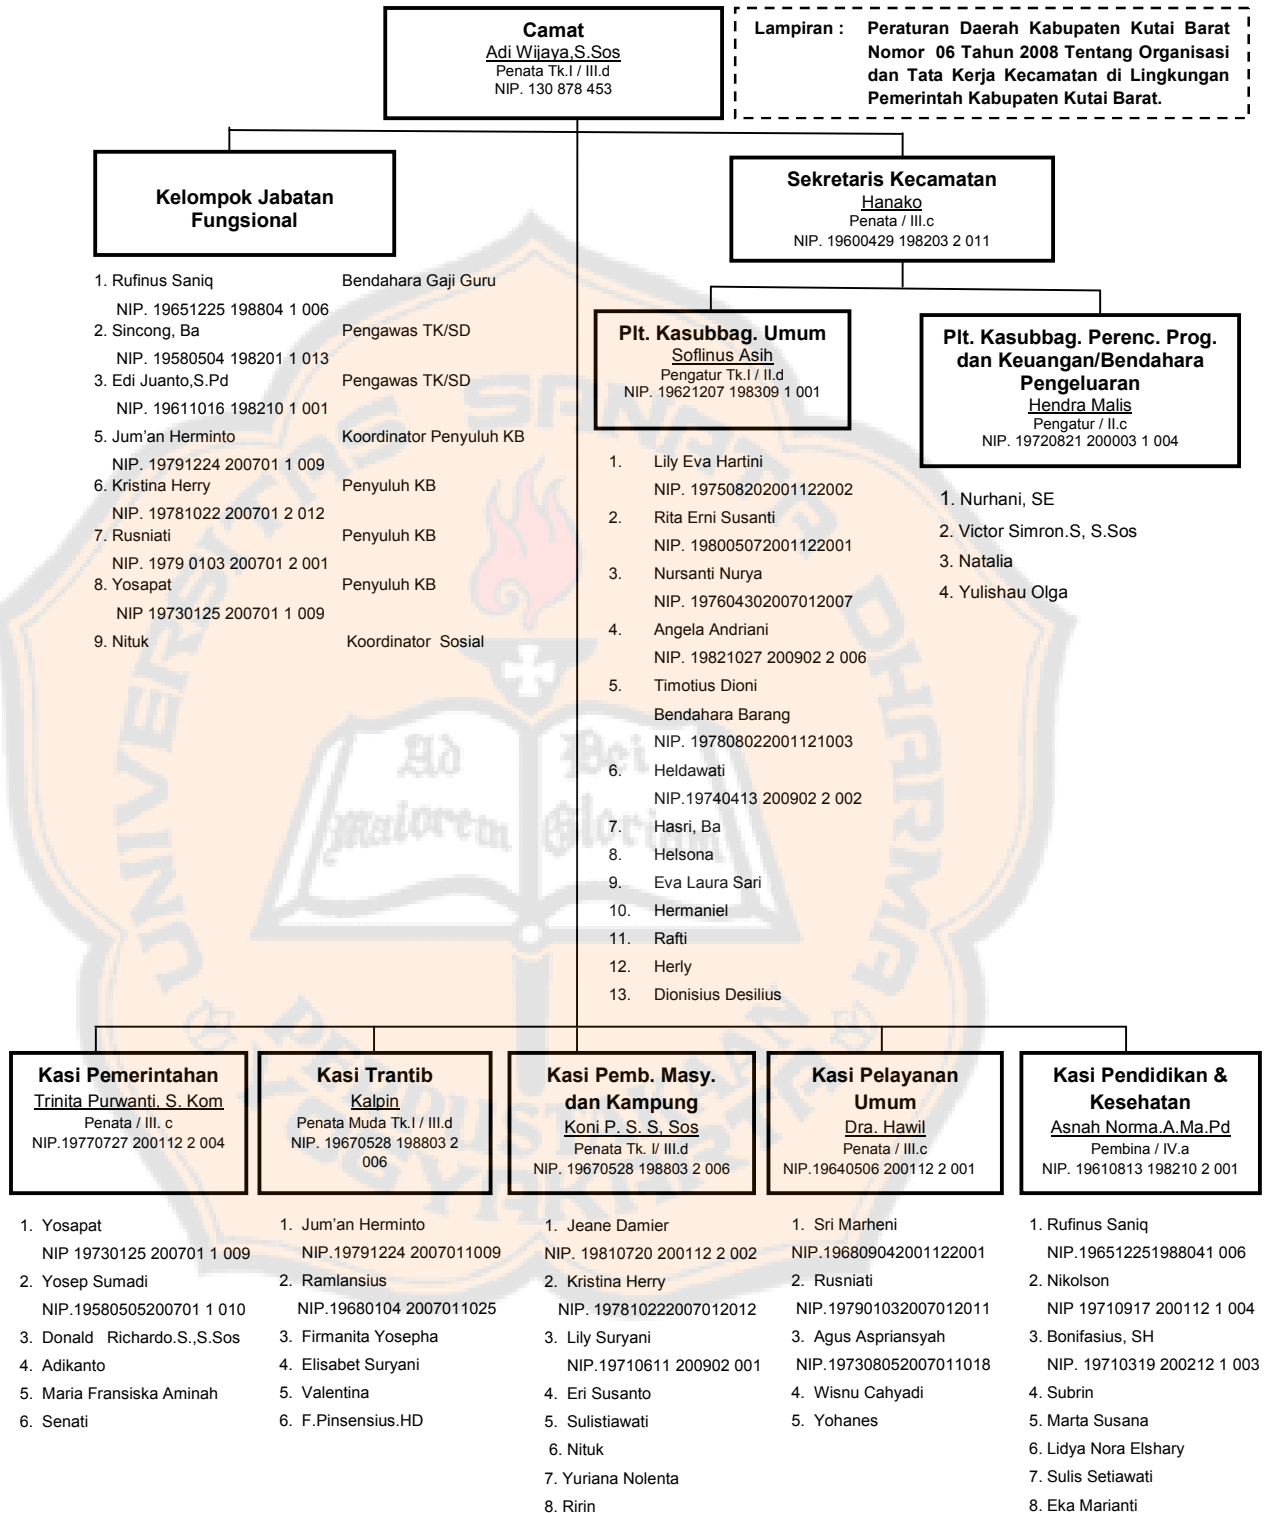 Camat
Adi Wijaya,S.Sos
Penata Tk.I / III.d
NIP. 130 878 453
Lampiran : Peraturan Daerah Kabupaten Kutai Barat
Nomor 06 Tahun 2008 Tentang Organisasi
dan Tata Kerja Kecamatan di Lingkungan
Pemerintah Kabupaten Kutai Barat.
Kelompok Jabatan
Fungsional
Sekretaris Kecamatan
Hanako
Penata / III.c
NIP. 19600429 198203 2 011
1. Rufinus Saniq Bendahara Gaji Guru
NIP. 19651225 198804 1 006
2. Sincong, Ba Pengawas TK/SD
NIP. 19580504 198201 1 013
3. Edi Juanto,S.Pd Pengawas TK/SD
NIP. 19611016 198210 1 001
5. Jum'an Herminto Koordinator Penyuluh KB
NIP. 19791224 200701 1 009
6. Kristina Herry Penyuluh KB
NIP. 19781022 200701 2 012
7. Rusniati Penyuluh KB
NIP. 1979 0103 200701 2 001
8. Yosapat Penyuluh KB
NIP 19730125 200701 1 009
9. Nituk Koordinator Sosial
Plt. Kasubbag. Umum
Soflinus Asih
Pengatur Tk.I / II.d
NIP. 19621207 198309 1 001
1. Lily Eva Hartini
NIP. 197508202001122002
2. Rita Erni Susanti
NIP. 198005072001122001
3. Nursanti Nurya
NIP. 197604302007012007
4. Angela Andriani
NIP. 19821027 200902 2 006
5. Timotius Dioni
Bendahara Barang
NIP. 197808022001121003
6. Heldawati
NIP.19740413 200902 2 002
7. Hasri, Ba
8. Helsona
9. Eva Laura Sari
10. Hermaniel
11. Rafti
12. Herly
13. Dionisius Desilius
Plt. Kasubbag. Perenc. Prog.
dan Keuangan/Bendahara
Pengeluaran
Hendra Malis
Pengatur / II.c
NIP. 19720821 200003 1 004
1. Nurhani, SE
2. Victor Simron.S, S.Sos
3. Natalia
4. Yulishau Olga
UNIVERSITAS SANATA DHARMA
Ad Dei
Maiorem Gloriam
PERPUSTAKAAN
YOGYAKARTA
Kasi Pemerintahan
Trinita Purwanti, S. Kom
Penata / III. c
NIP.19770727 200112 2 004
1. Yosapat
NIP 19730125 200701 1 009
2. Yosep Sumadi
NIP.19580505200701 1 010
3. Donald Richardo.S.,S.Sos
4. Adikanto
5. Maria Fransiska Aminah
6. Senati
Kasi Trantib
Kalpin
Penata Muda Tk.I / III.d
NIP. 19670528 198803 2
006
1. Jum'an Herminto
NIP.19791224 2007011009
2. Ramlansius
NIP.19680104 2007011025
3. Firmanita Yosepha
4. Elisabet Suryani
5. Valentina
6. F.Pinsensius.HD
Kasi Pemb. Masy.
dan Kampung
Koni P. S. S, Sos
Penata Tk. I/ III.d
NIP. 19670528 198803 2 006
1. Jeane Damier
NIP. 19810720 200112 2 002
2. Kristina Herry
NIP. 197810222007012012
3. Lily Suryani
NIP.19710611 200902 001
4. Eri Susanto
5. Sulistiawati
6. Nituk
7. Yuriana Nolenta
8. Ririn
Kasi Pelayanan
Umum
Dra. Hawil
Penata / III.c
NIP.19640506 200112 2 001
1. Sri Marheni
NIP.196809042001122001
2. Rusniati
NIP.197901032007012011
3. Agus Aspriansyah
NIP.197308052007011018
4. Wisnu Cahyadi
5. Yohanes
Kasi Pendidikan &
Kesehatan
Asnah Norma.A.Ma.Pd
Pembina / IV.a
NIP. 19610813 198210 2 001
1. Rufinus Saniq
NIP.196512251988041 006
2. Nikolson
NIP 19710917 200112 1 004
3. Bonifasius, SH
NIP. 19710319 200212 1 003
4. Subrin
5. Marta Susana
6. Lidya Nora Elshary
7. Sulis Setiawati
8. Eka Marianti